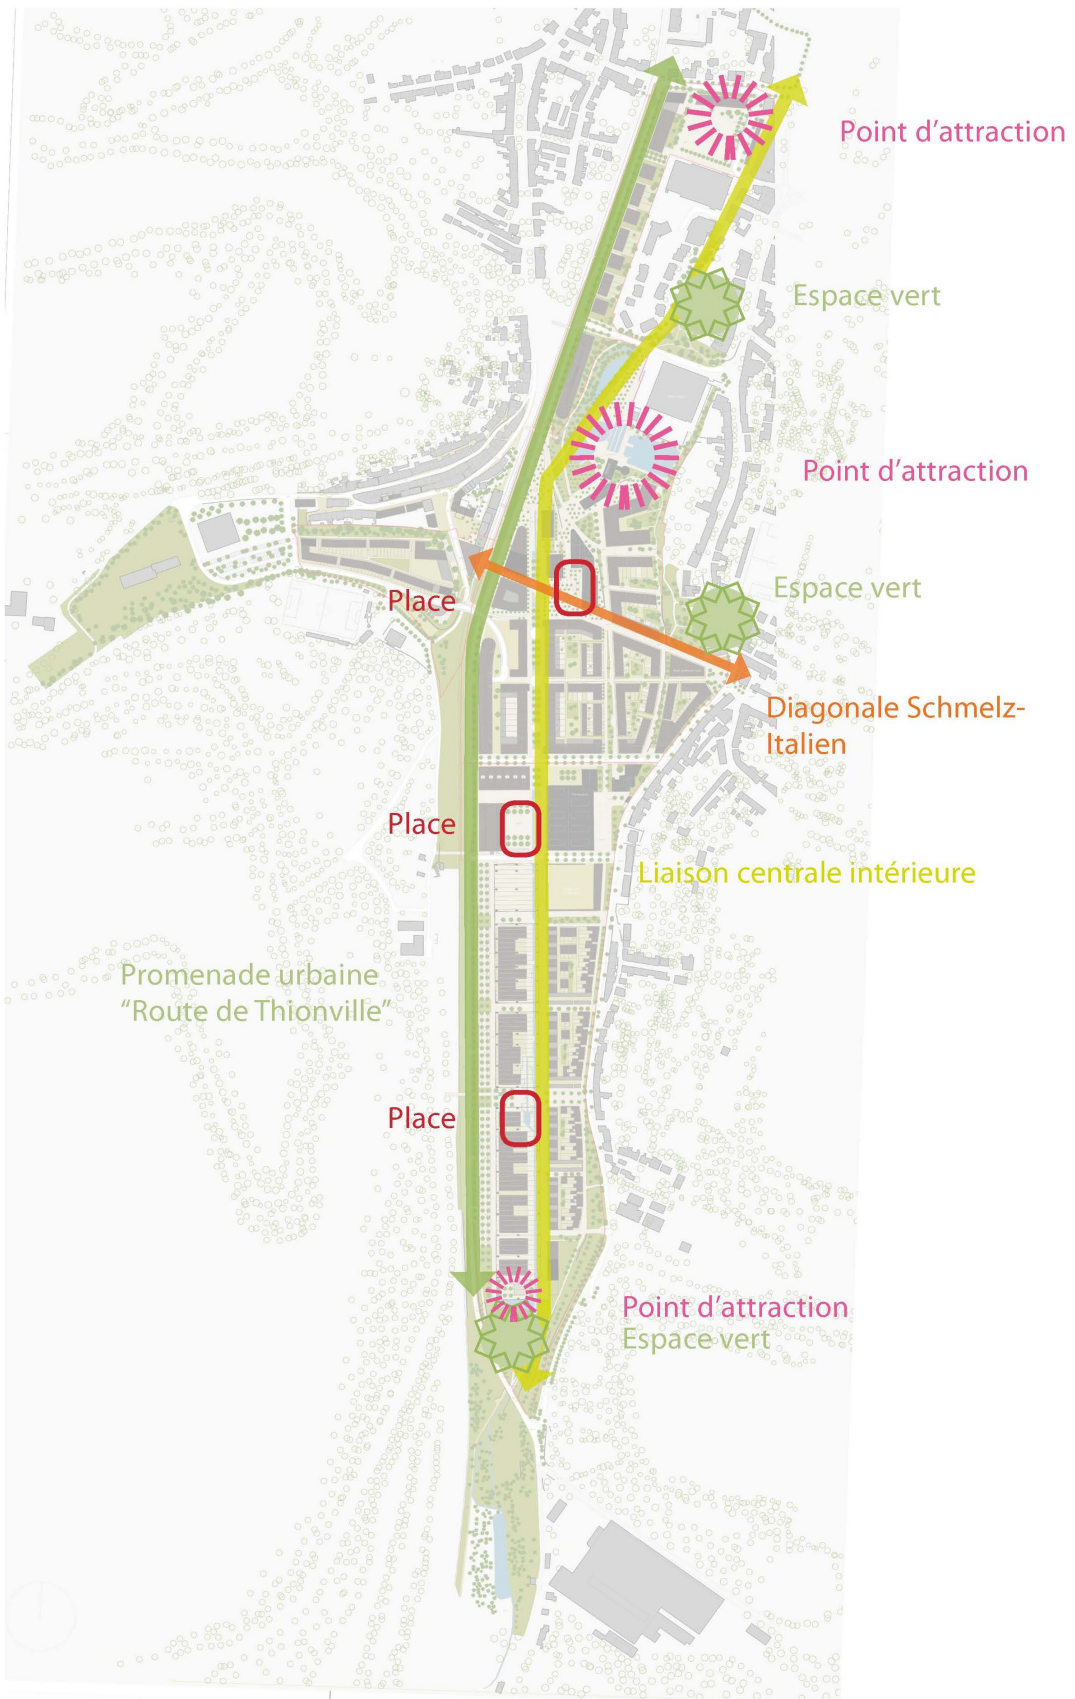 Point d’attraction
Espace vert
Point d’attraction
Espace vert
Place
Diagonale Schmelz-
Italien
Place
Liaison centrale intérieure
Promenade urbaine
“Route de Thionville”
Place
Point d’attraction
Espace vert